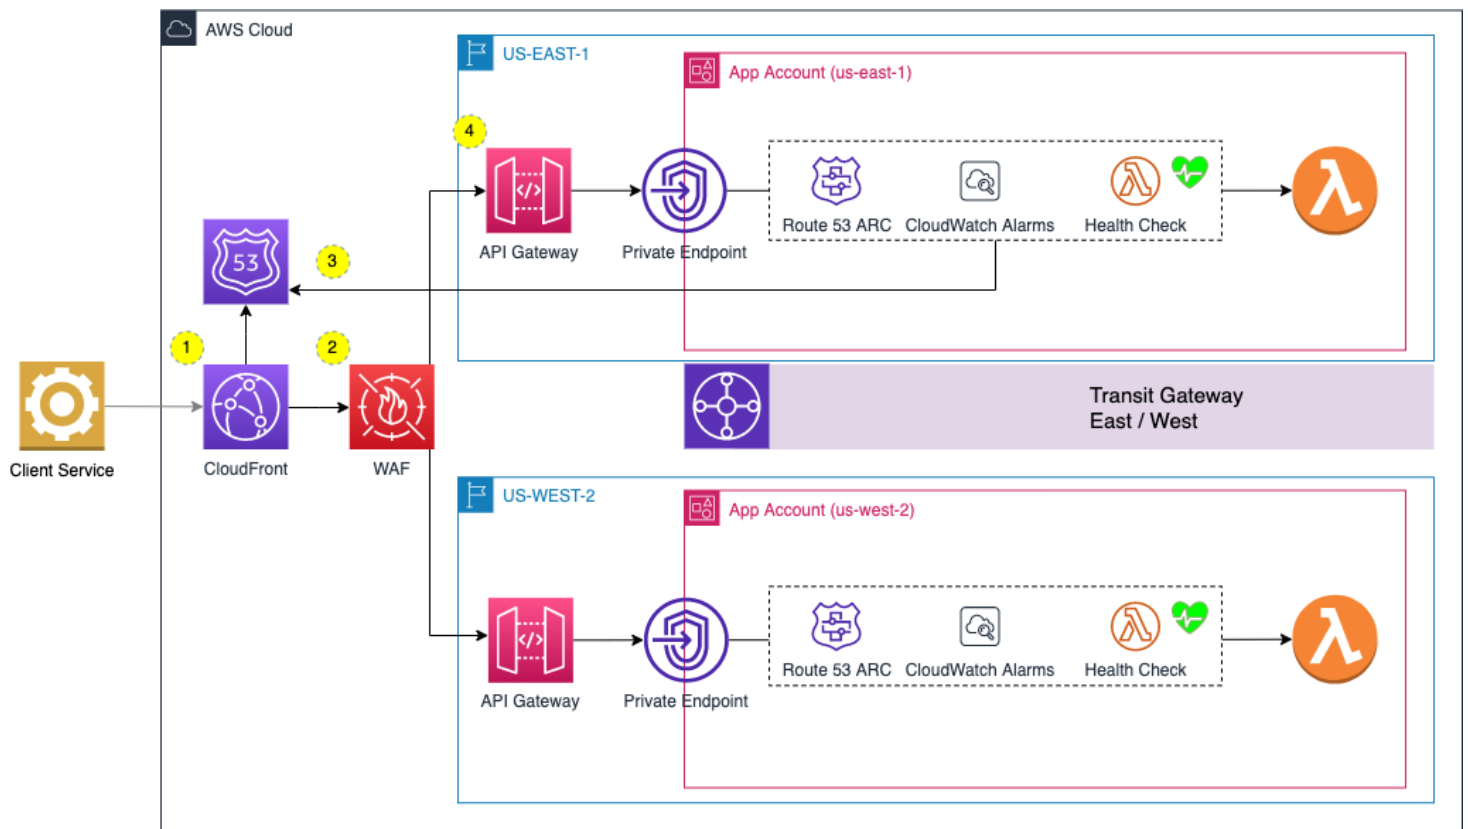 AWS Cloud
US-EAST-1
App Account (us-east-1)
4
</>
API Gateway
Private Endpoint
Route 53 ARC
CloudWatch Alarms
Health Check
53
3
1
2
Client Service
CloudFront
WAF
Transit Gateway
East / West
US-WEST-2
App Account (us-west-2)
</>
API Gateway
Private Endpoint
Route 53 ARC
CloudWatch Alarms
Health Check